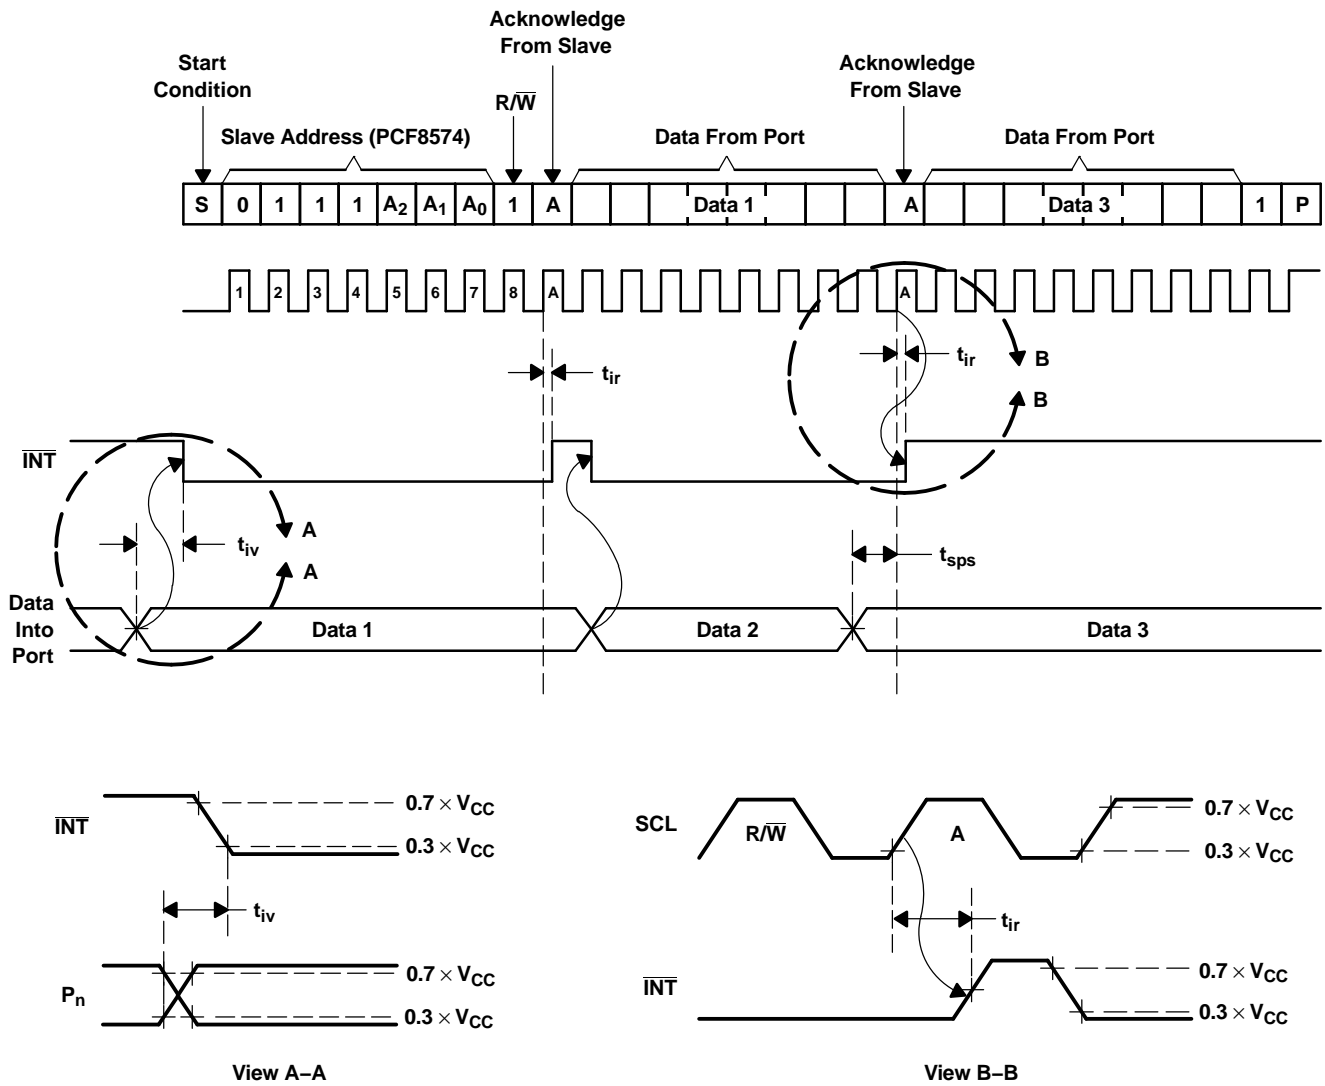 Acknowledge
From Slave
Start
Condition
Acknowledge
From Slave
R/W̅
Slave Address (PCF8574)
Data From Port
Data From Port
S 0 1 1 1 A2 A1 A0 1 A Data 1 A Data 3 1 P
1 2 3 4 5 6 7 8 A A
tir
tir
B
B
I̅N̅T̅
A
tiv
A
tsps
Data
Into
Port
Data 1
Data 2
Data 3
I̅N̅T̅
0.7 × VCC
0.3 × VCC
tiv
Pn
0.7 × VCC
0.3 × VCC
View A–A
SCL
R/W̅
A
0.7 × VCC
0.3 × VCC
tir
I̅N̅T̅
0.7 × VCC
0.3 × VCC
View B–B